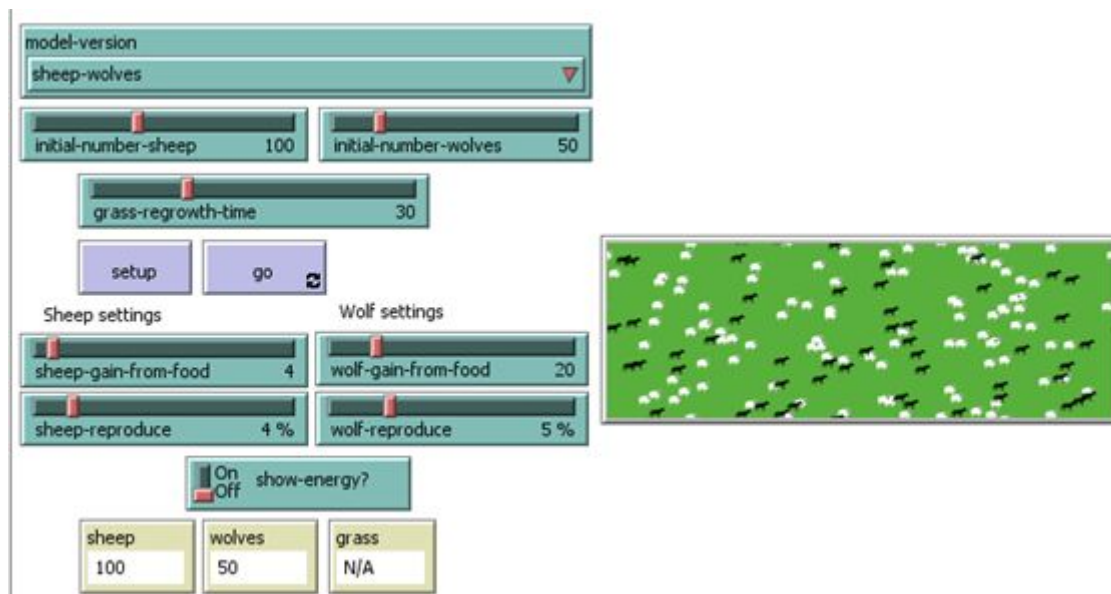 model-version
sheep-wolves
initial-number-sheep 100
initial-number-wolves 50
grass-regrowth-time 30
setup
go
Sheep settings
Wolf settings
sheep-gain-from-food 4
wolf-gain-from-food 20
sheep-reproduce 4 %
wolf-reproduce 5 %
On
Off
show-energy?
sheep
100
wolves
50
grass
N/A